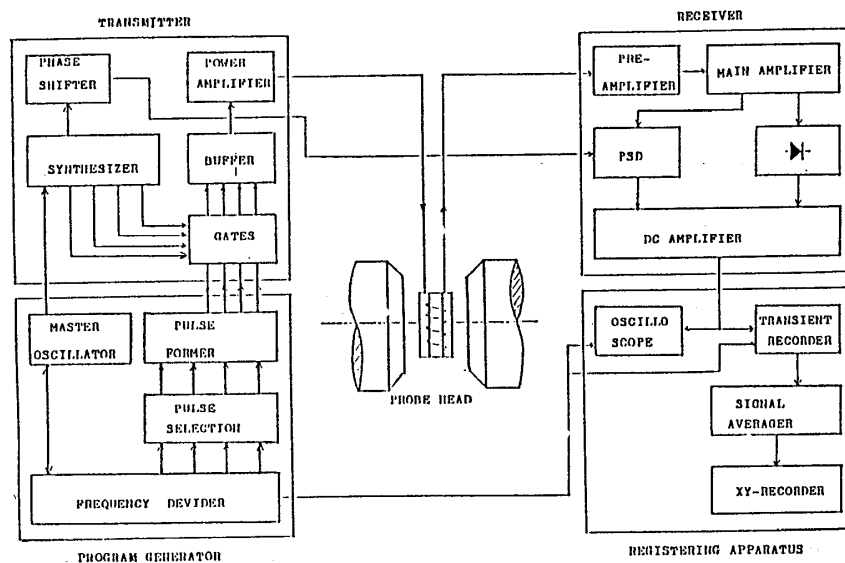 TRANSMITTER
PHASE
SHIFTER
POWER
AMPLIFIER
SYNTHESIZER
BUFFER
GATES
MASTER
OSCILLATOR
PULSE
FORMER
PULSE
SELECTION
FREQUENCY DEVIDER
PROGRAM GENERATOR
PROBE HEAD
RECEIVER
PRE-
AMPLIFIER
MAIN AMPLIFIER
PSD
DC AMPLIFIER
OSCILLO
SCOPE
TRANSIENT
RECORDER
SIGNAL
AVERAGER
XY-RECORDER
REGISTERING APPARATUS